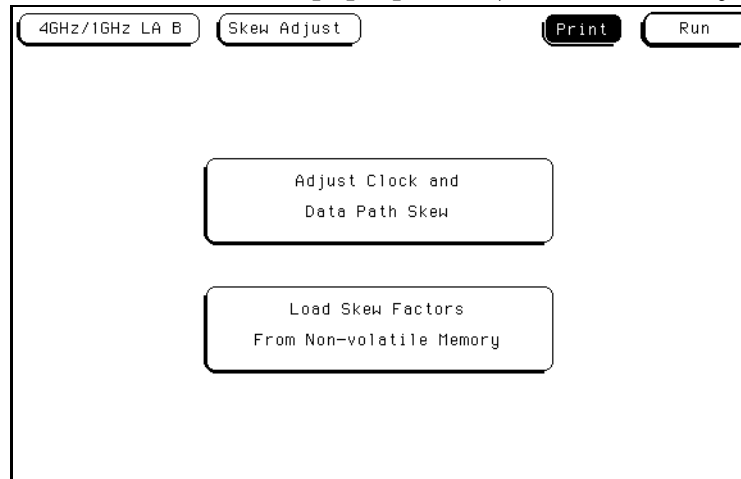 4GHz/1GHz LA B Skew Adjust Print Run
Adjust Clock and
Data Path Skew
Load Skew Factors
From Non-volatile Memory